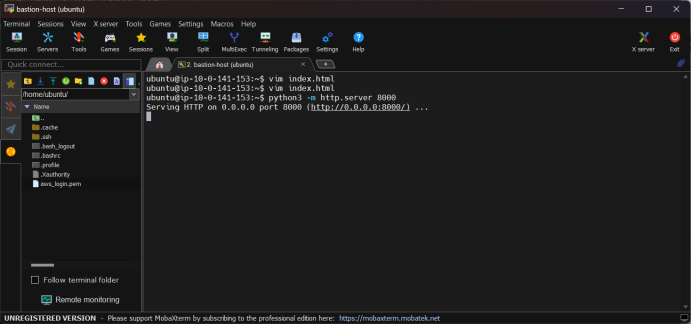 bastion-host (ubuntu)
Terminal Sessions View X server Tools Games Settings Macros Help
Session Servers Tools Games Sessions View Split MultiExec Tunneling Packages Settings Help X server Exit
Quick connect...
2. bastion-host (ubuntu)
/home/ubuntu/
Name
..
.cache
.ssh
.bash_logout
.bashrc
.profile
.Xauthority
aws_login.pem
Follow terminal folder
Remote monitoring
ubuntu@ip-10-0-141-153:~$ vim index.html
ubuntu@ip-10-0-141-153:~$ vim index.html
ubuntu@ip-10-0-141-153:~$ python3 -m http.server 8000
Serving HTTP on 0.0.0.0 port 8000 (http://0.0.0.0:8000/) ...
UNREGISTERED VERSION - Please support MobaXterm by subscribing to the professional edition here: https://mobaxterm.mobatek.net